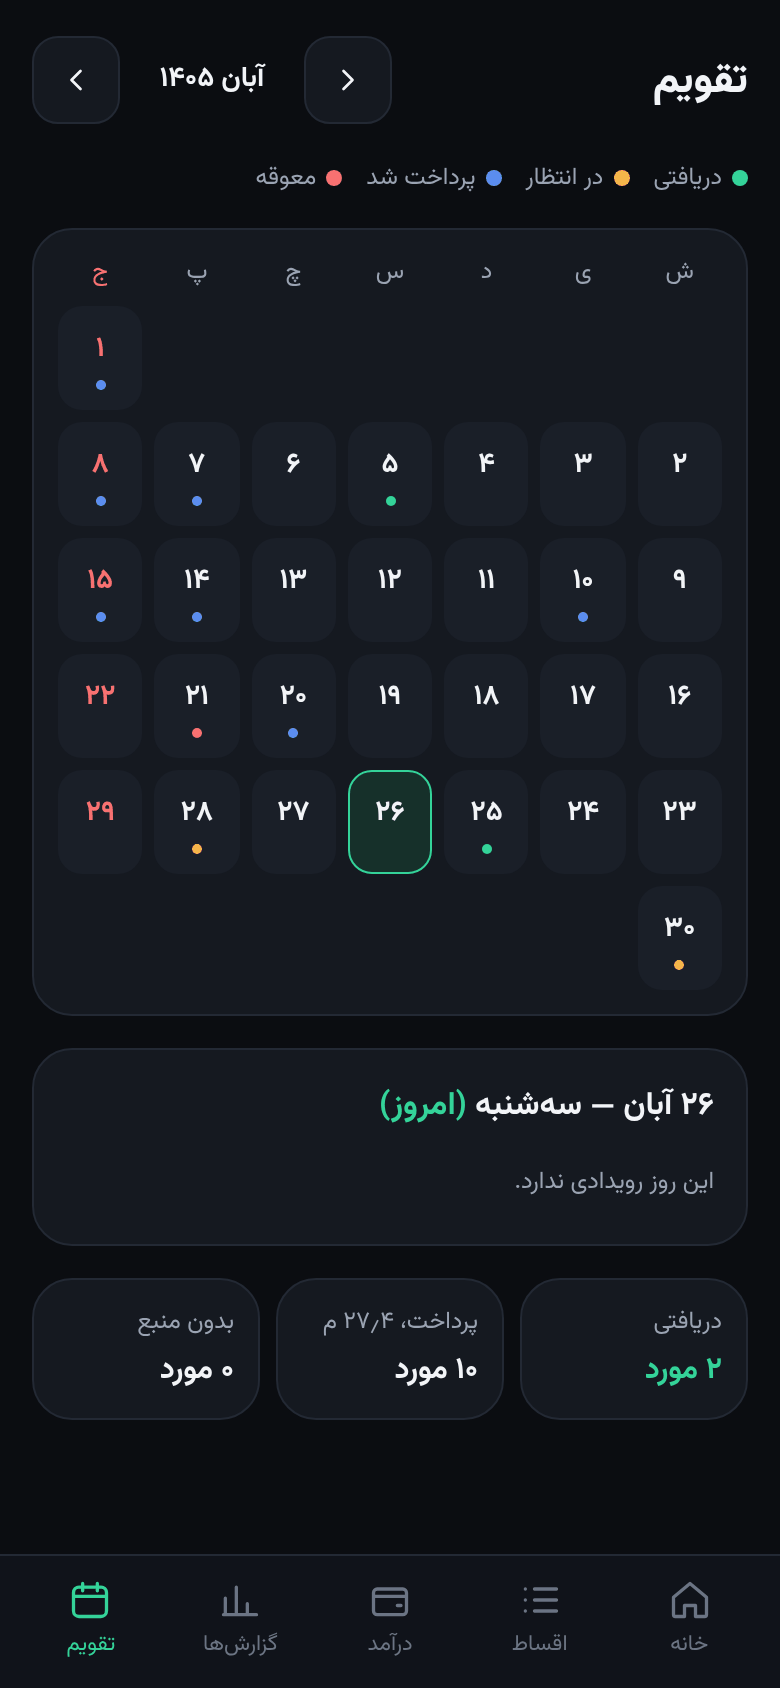 تقویم
آبان ۱۴۰۵
دریافتی در انتظار پرداخت شد معوقه
ش ی د س چ پ ج
۱
۲ ۳ ۴ ۵ ۶ ۷ ۸
۹ ۱۰ ۱۱ ۱۲ ۱۳ ۱۴ ۱۵
۱۶ ۱۷ ۱۸ ۱۹ ۲۰ ۲۱ ۲۲
۲۳ ۲۴ ۲۵ ۲۶ ۲۷ ۲۸ ۲۹
۳۰
۲۶ آبان — سه‌شنبه (امروز)
این روز رویدادی ندارد.
دریافتی
۲ مورد
پرداخت، ۲۷٫۴ م
۱۰ مورد
بدون منبع
۰ مورد
خانه اقساط درآمد گزارش‌ها تقویم